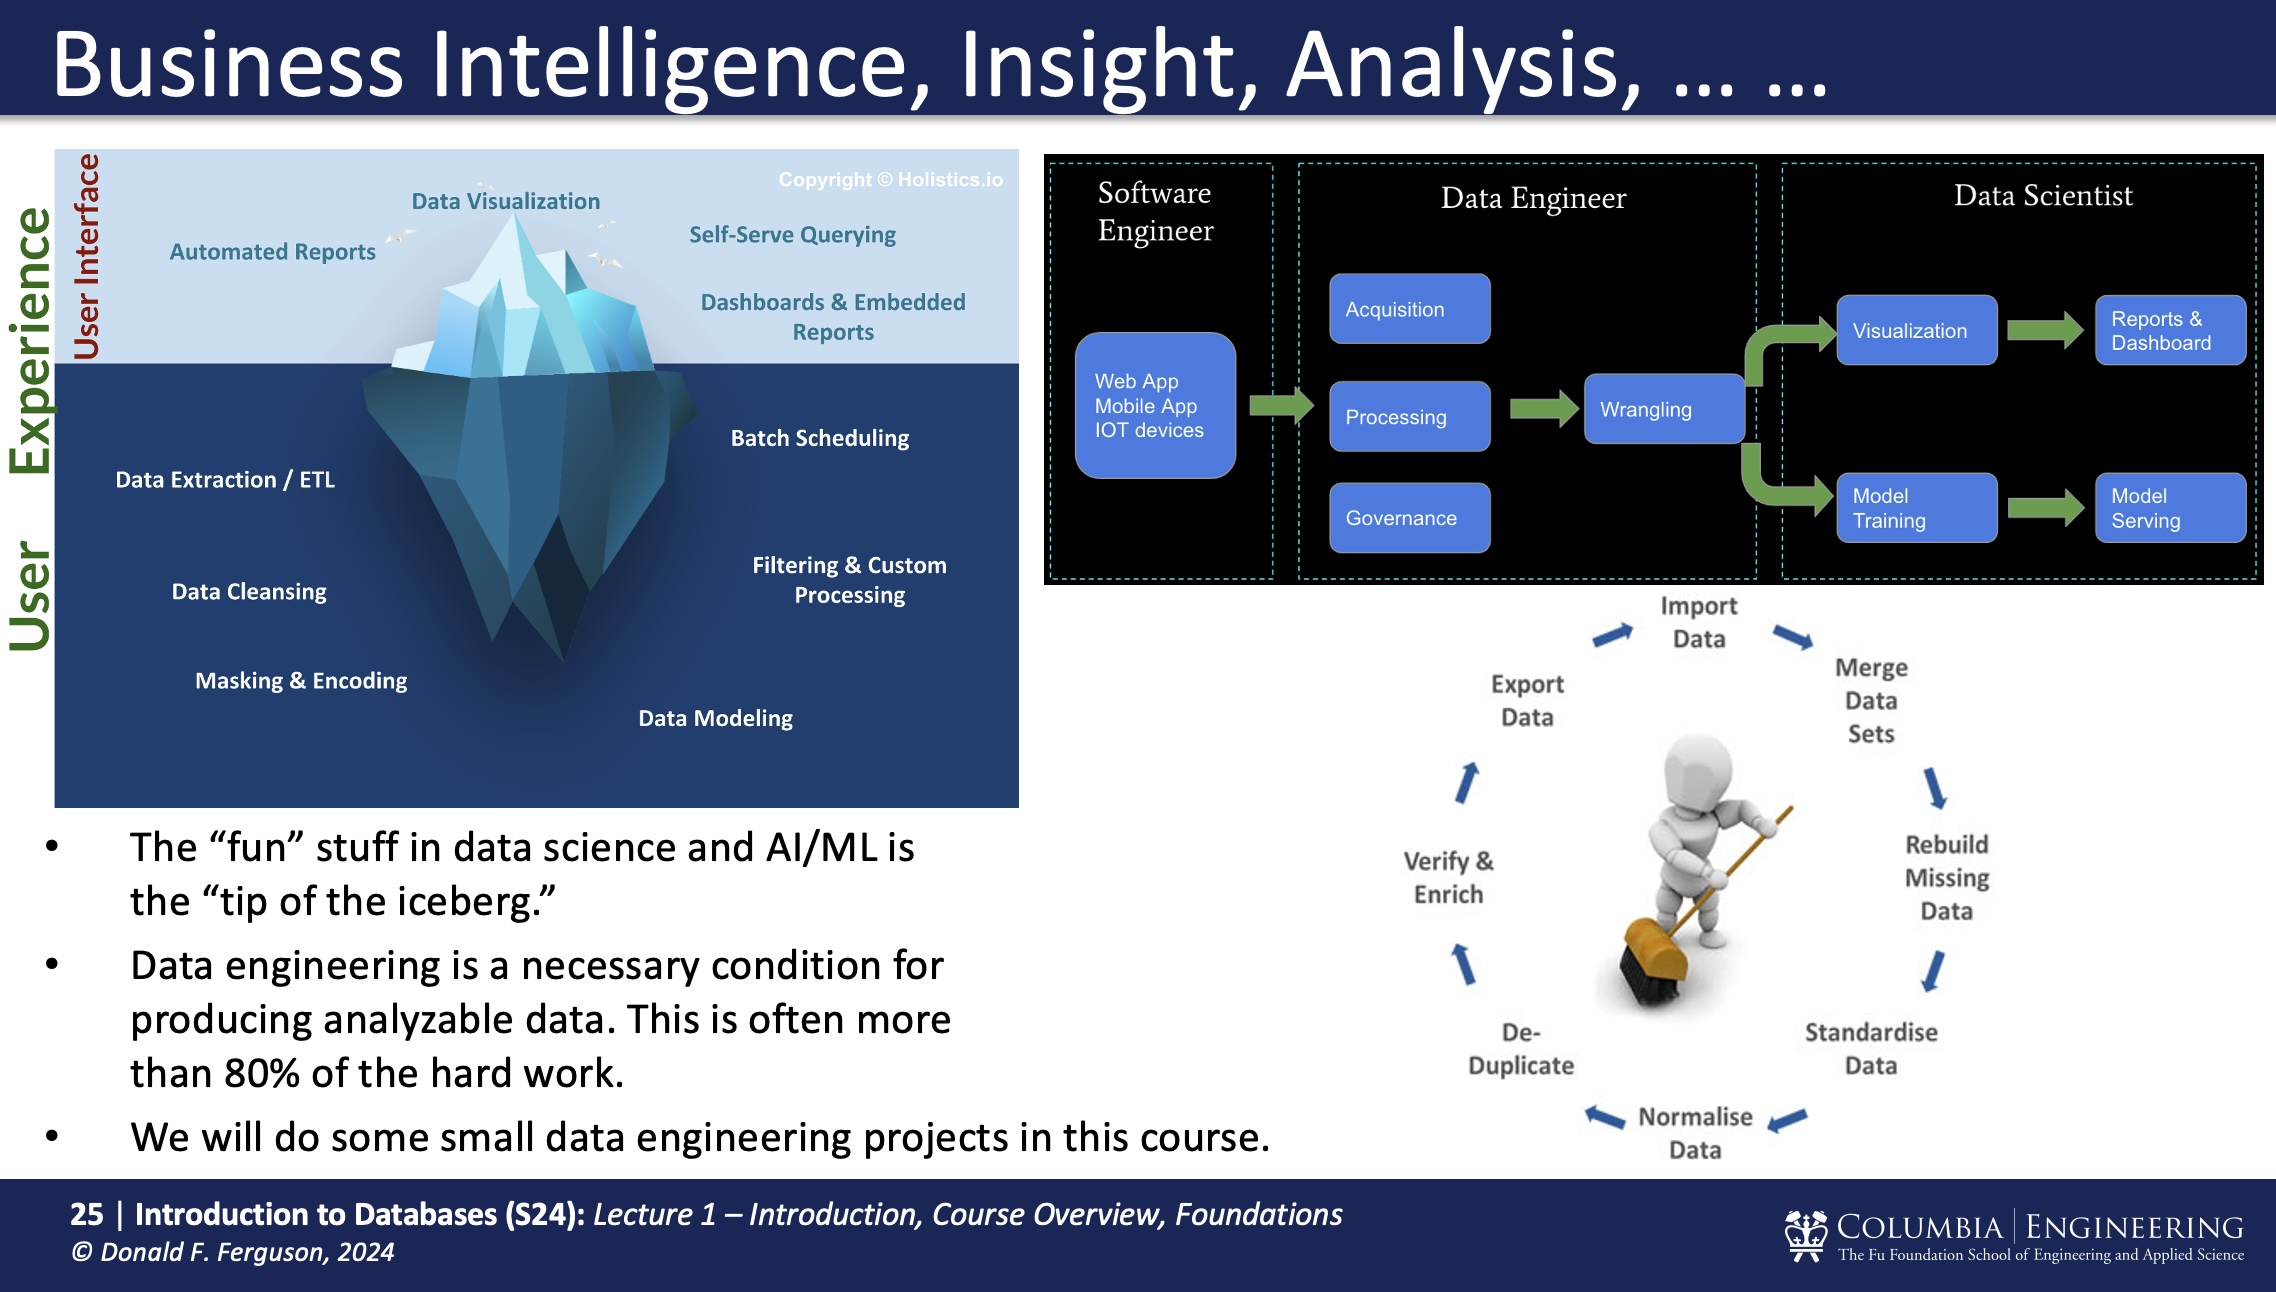 Business Intelligence, Insight, Analysis, … …
User Experience
User Interface
Copyright © Holistics.io
Data Visualization
Automated Reports
Self-Serve Querying
Dashboards & Embedded
Reports
Batch Scheduling
Data Extraction / ETL
Filtering & Custom
Processing
Data Cleansing
Masking & Encoding
Data Modeling
Software
Engineer
Web App
Mobile App
IOT devices
Data Engineer
Acquisition
Processing
Governance
Wrangling
Data Scientist
Visualization
Reports &
Dashboard
Model
Training
Model
Serving
Import
Data
Merge
Data
Sets
Rebuild
Missing
Data
Standardise
Data
Normalise
Data
De-
Duplicate
Verify &
Enrich
Export
Data
• The “fun” stuff in data science and AI/ML is
the “tip of the iceberg.”
• Data engineering is a necessary condition for
producing analyzable data. This is often more
than 80% of the hard work.
• We will do some small data engineering projects in this course.
25 | Introduction to Databases (S24): Lecture 1 – Introduction, Course Overview, Foundations
© Donald F. Ferguson, 2024
COLUMBIA | ENGINEERING
The Fu Foundation School of Engineering and Applied Science